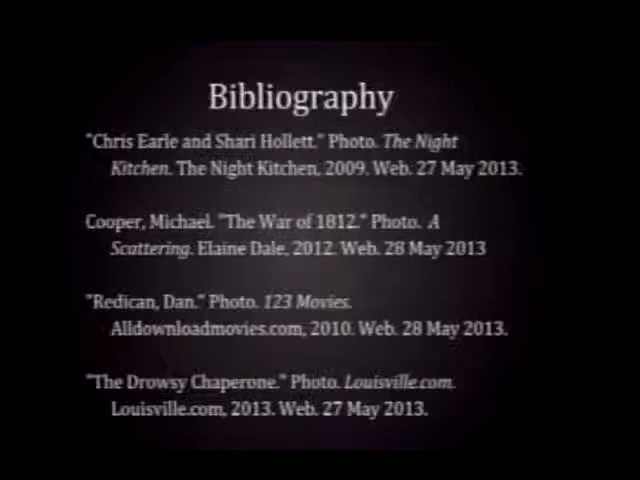 Bibliography
"Chris Earle and Shari Hollett." Photo. The Night
Kitchen. The Night Kitchen, 2009. Web. 27 May 2013.
Cooper, Michael. "The War of 1812." Photo. A
Scattering. Elaine Dale, 2012. Web. 28 May 2013
"Redican, Dan." Photo. 123 Movies.
Alldownloadmovies.com, 2010. Web. 28 May 2013.
"The Drowsy Chaperone." Photo. Louisville.com.
Louisville.com, 2013. Web. 27 May 2013.